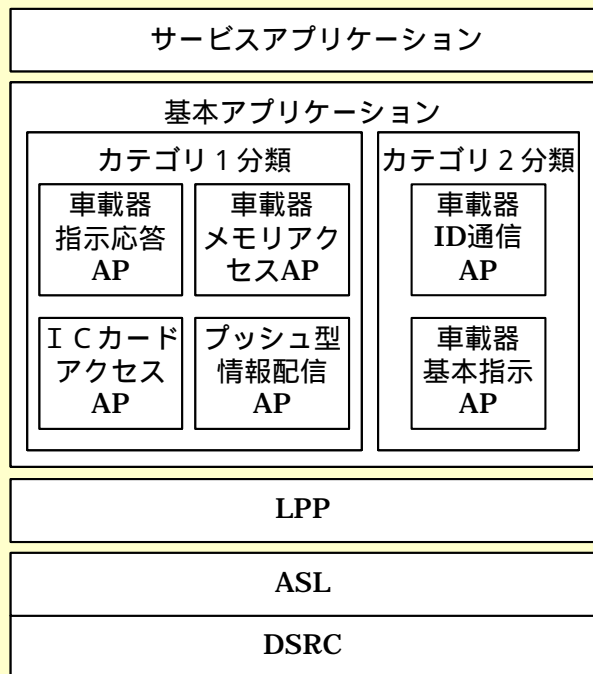 サービスアプリケーション
基本アプリケーション
カテゴリ１分類
車載器
指示応答
AP
車載器
メモリアク
セスAP
ＩＣカード
アクセス
AP
プッシュ型
情報配信
AP
カテゴリ２分類
車載器
ID通信
AP
車載器
基本指示
AP
LPP
ASL
DSRC